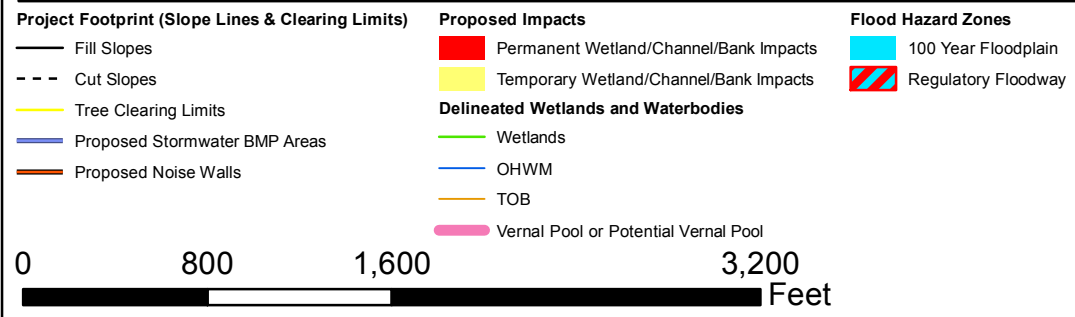 Project Footprint (Slope Lines & Clearing Limits)
Fill Slopes
Cut Slopes
Tree Clearing Limits
Proposed Stormwater BMP Areas
Proposed Noise Walls
Proposed Impacts
Permanent Wetland/Channel/Bank Impacts
Temporary Wetland/Channel/Bank Impacts
Delineated Wetlands and Waterbodies
Wetlands
OHWM
TOB
Vernal Pool or Potential Vernal Pool
Flood Hazard Zones
100 Year Floodplain
Regulatory Floodway
0 800 1,600 3,200
Feet